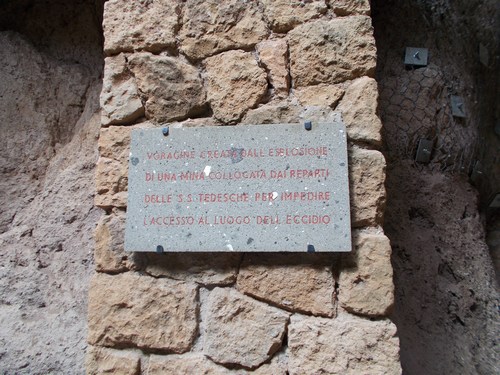 VORAGINE CREATA DALL'ESPLOSIONE
DI UNA MINA COLLOCATA DAI REPARTI
DELLE S.S. TEDESCHE PER IMPEDIRE
L'ACCESSO AL LUOGO DELL'ECCIDIO